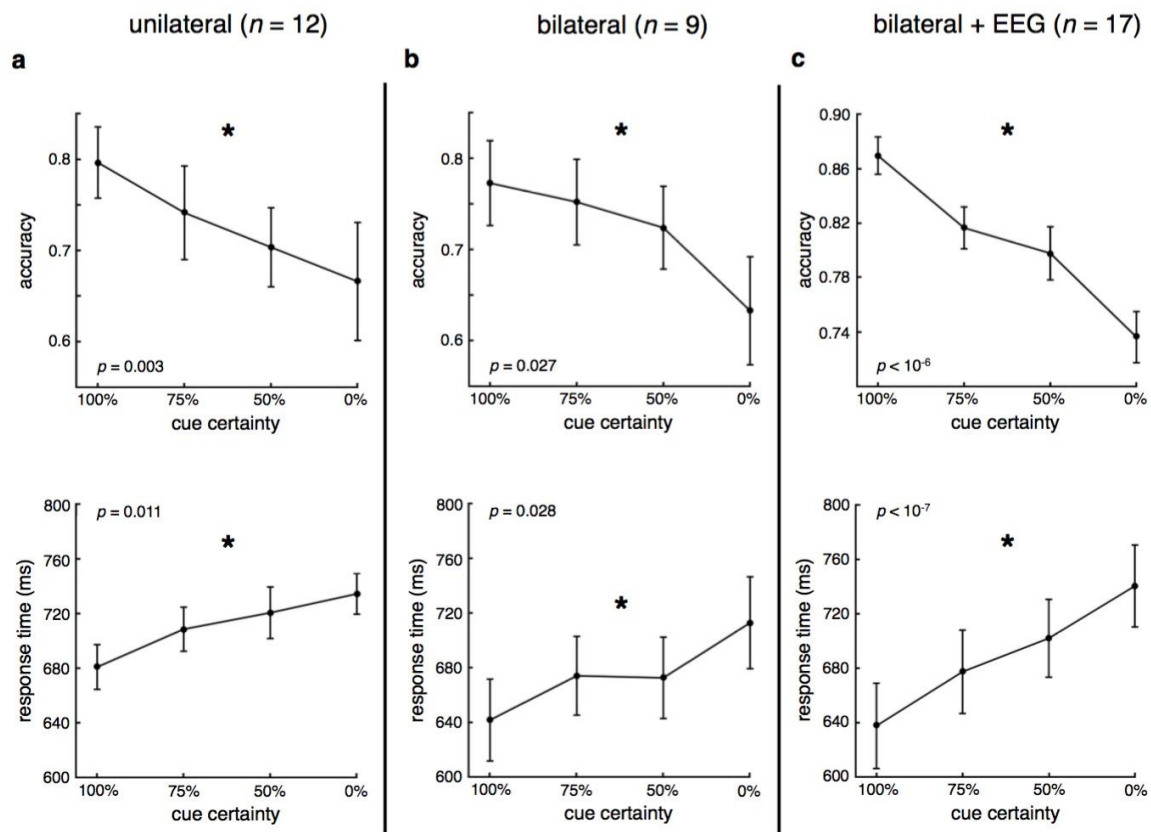 unilateral (n = 12)
bilateral (n = 9)
bilateral + EEG (n = 17)
a
0.8
0.7
0.6
accuracy
*
p = 0.003
100% 75% 50% 0%
cue certainty
b
0.8
0.7
0.6
accuracy
*
p = 0.027
100% 75% 50% 0%
cue certainty
c
0.90
0.86
0.82
0.78
0.74
accuracy
*
p < 10⁻⁶
100% 75% 50% 0%
cue certainty
800
760
720
680
640
600
response time (ms)
p = 0.011
*
100% 75% 50% 0%
cue certainty
800
760
720
680
640
600
response time (ms)
p = 0.028
*
100% 75% 50% 0%
cue certainty
800
760
720
680
640
600
response time (ms)
p < 10⁻⁷
*
100% 75% 50% 0%
cue certainty